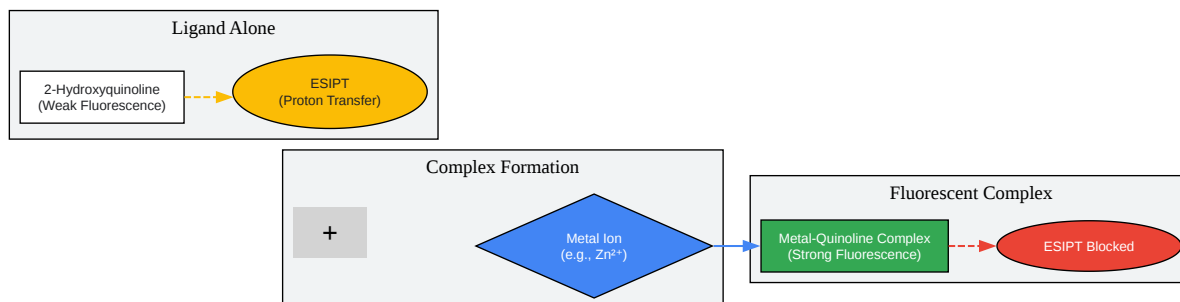 Ligand Alone
2-Hydroxyquinoline
(Weak Fluorescence)
ESIPT
(Proton Transfer)
Complex Formation
+
Metal Ion
(e.g., Zn²⁺)
Fluorescent Complex
Metal-Quinoline Complex
(Strong Fluorescence)
ESIPT Blocked